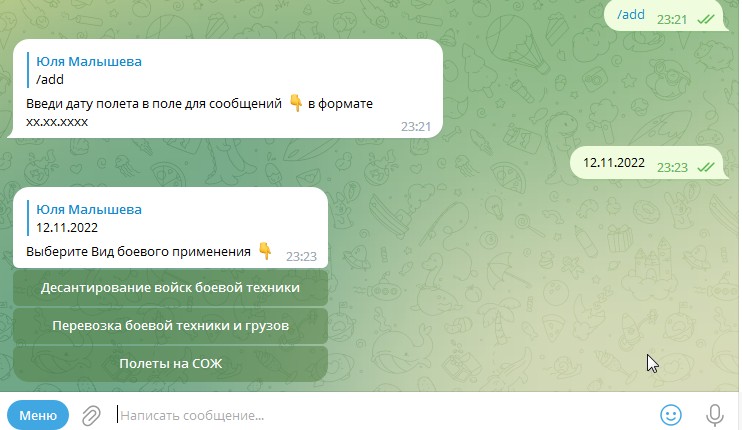 /add 23:21
Юля Малышева
/add
Введи дату полета в поле для сообщений 👇 в формате
xx.xx.xxxx
23:21
12.11.2022 23:23
Юля Малышева
12.11.2022
Выберите Вид боевого применения 👇 23:23
Десантирование войск боевой техники
Перевозка боевой техники и грузов
Полеты на СОЖ
Меню Написать сообщение...